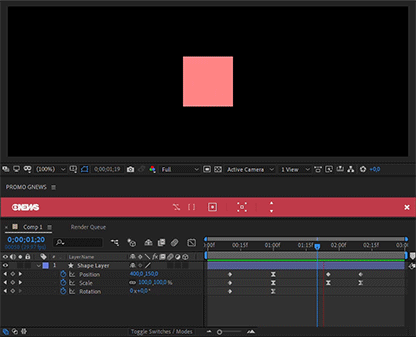 (100%) 0;00;01;19 Full Active Camera 1 View +0,0
PROMO GNEWS
GNEWS
Comp 1 Render Queue
0;00;01;20
:00f 00:15f 01:00f 01:15f 02:00f 02:15f 03:0
# Layer Name
1 Shape Layer
Position 400,0,150,0
Scale 100,0,100,0%
Rotation 0x+0,0°
Toggle Switches / Modes